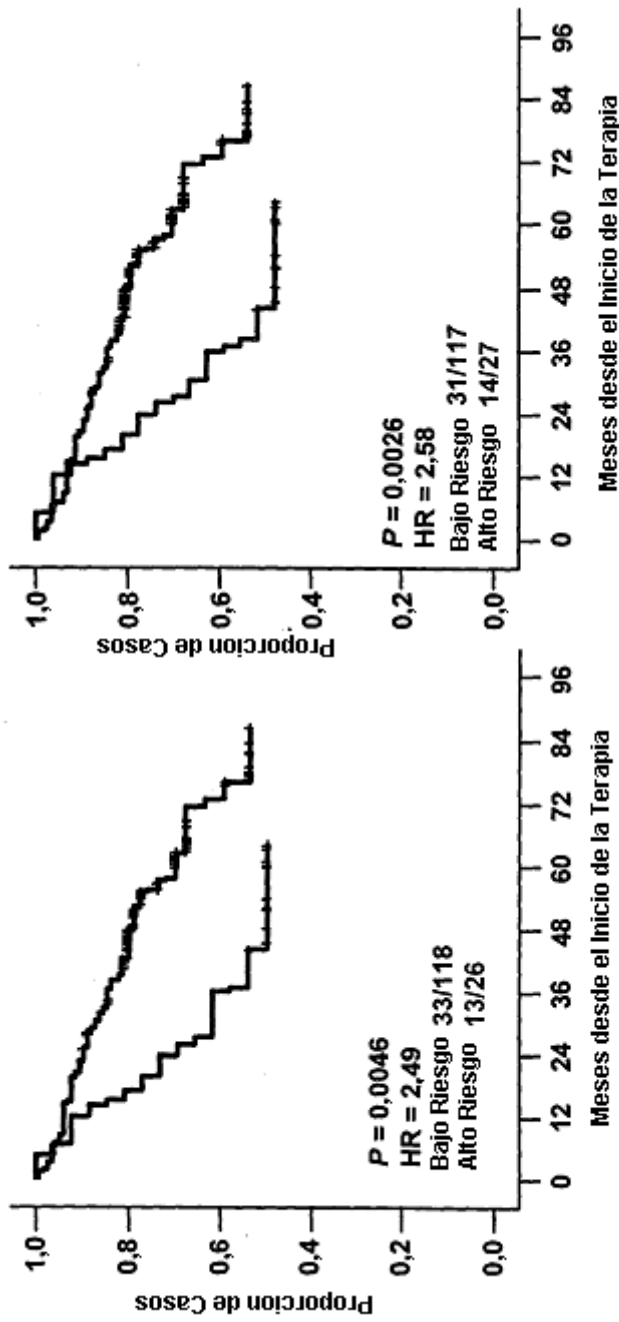 Proporcion de Casos
1,0
0,8
0,6
0,4
0,2
0,0
P = 0,0046
HR = 2,49
Bajo Riesgo 33/118
Alto Riesgo 13/26
0 12 24 36 48 60 72 84 96
Meses desde el Inicio de la Terapia
Proporcion de Casos
1,0
0,8
0,6
0,4
0,2
0,0
P = 0,0026
HR = 2,58
Bajo Riesgo 31/117
Alto Riesgo 14/27
0 12 24 36 48 60 72 84 96
Meses desde el Inicio de la Terapia